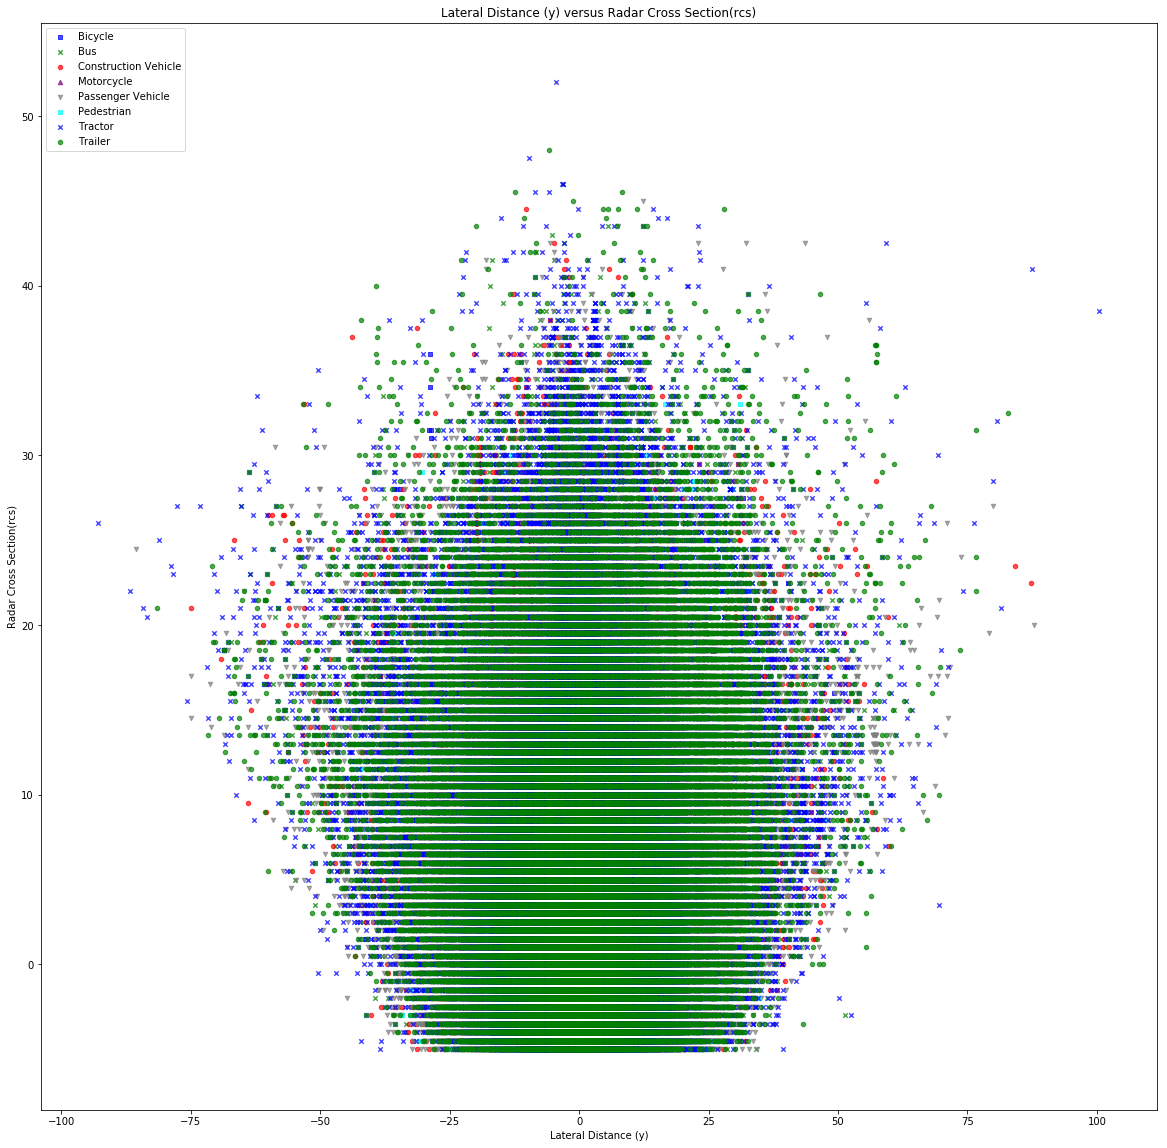 Lateral Distance (y) versus Radar Cross Section(rcs)
Bicycle
Bus
Construction Vehicle
Motorcycle
Passenger Vehicle
Pedestrian
Tractor
Trailer
Radar Cross Section(rcs)
50
40
30
20
10
0
−100 −75 −50 −25 0 25 50 75 100
Lateral Distance (y)